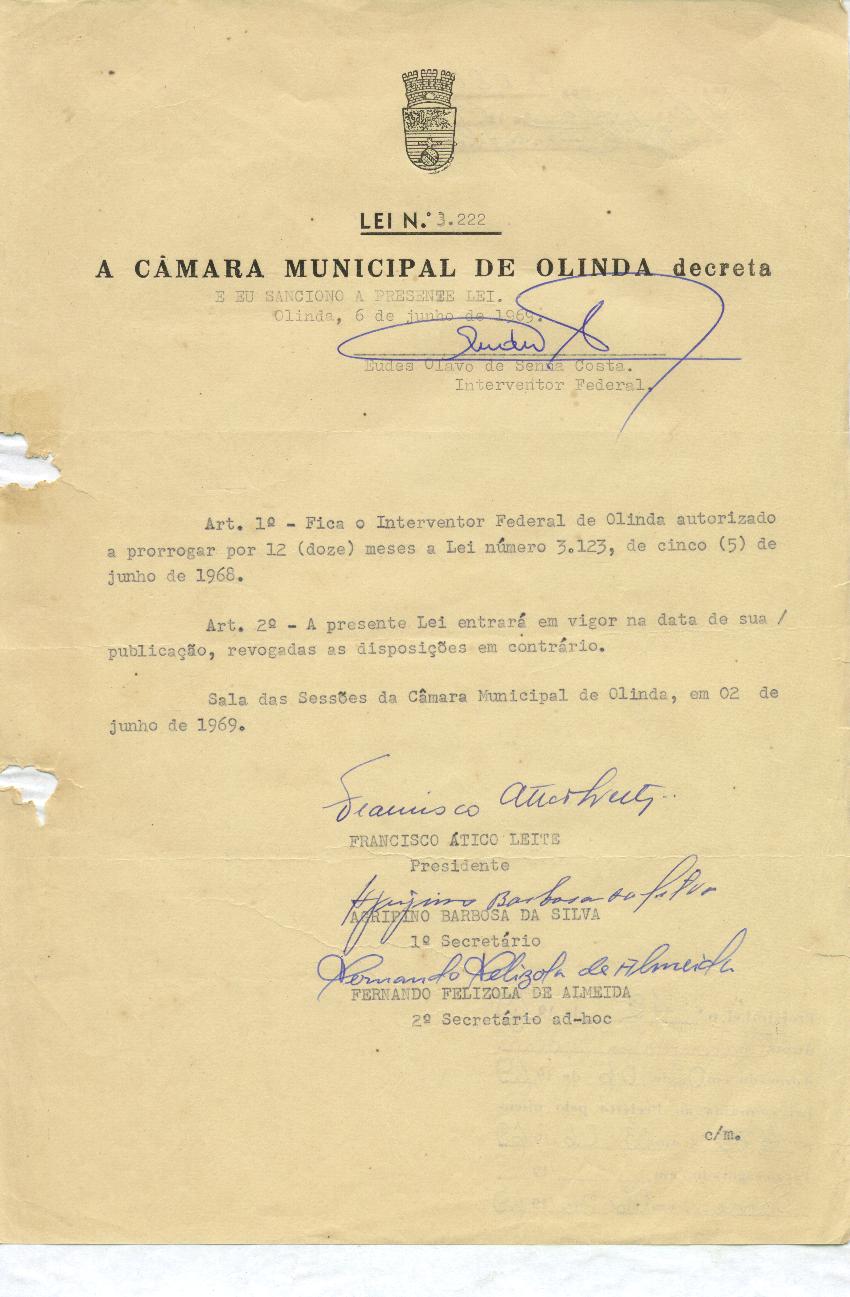 LEI N.º 3.222
A CÂMARA MUNICIPAL DE OLINDA decreta
E EU SANCIONO A PRESENTE LEI.
Olinda, 6 de junho de 1969.
Eudes
Eudes Olavo de Senna Costa.
Interventor Federal.
Art. 1º - Fica o Interventor Federal de Olinda autorizado
a prorrogar por 12 (doze) meses a Lei número 3.123, de cinco (5) de
junho de 1968.
Art. 2º - A presente Lei entrará em vigor na data de sua /
publicação, revogadas as disposições em contrário.
Sala das Sessões da Câmara Municipal de Olinda, em 02 de
junho de 1969.
Francisco Ático Leite
FRANCISCO ÁTICO LEITE
Presidente
Agripino Barbosa da Silva
AGRIPINO BARBOSA DA SILVA
1º Secretário
Fernando Felizola de Almeida
FERNANDO FELIZOLA DE ALMEIDA
2º Secretário ad-hoc
c/m.